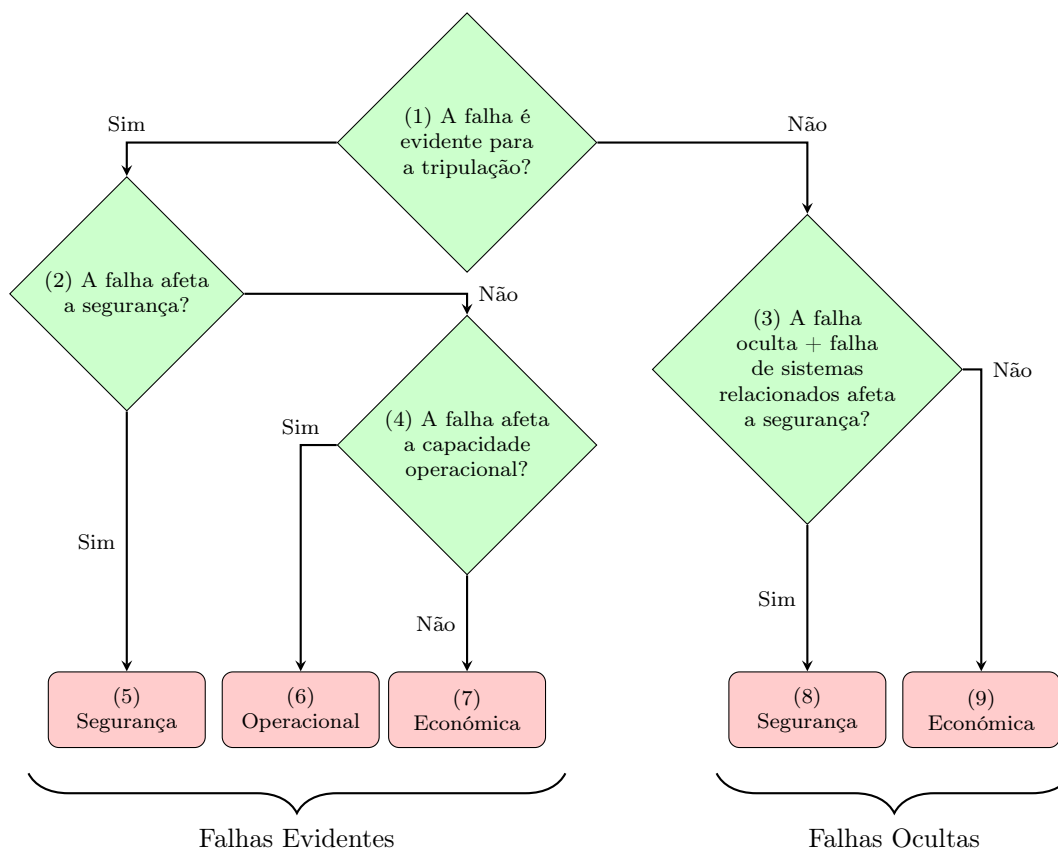 (1) A falha é
evidente para
a tripulação?
Sim
Não
(2) A falha afeta
a segurança?
Não
(3) A falha
oculta + falha
de sistemas
relacionados afeta
a segurança?
Não
(4) A falha afeta
a capacidade
operacional?
Sim
Sim
Sim
Não
(5)
Segurança
(6)
Operacional
(7)
Económica
(8)
Segurança
(9)
Económica
Falhas Evidentes
Falhas Ocultas